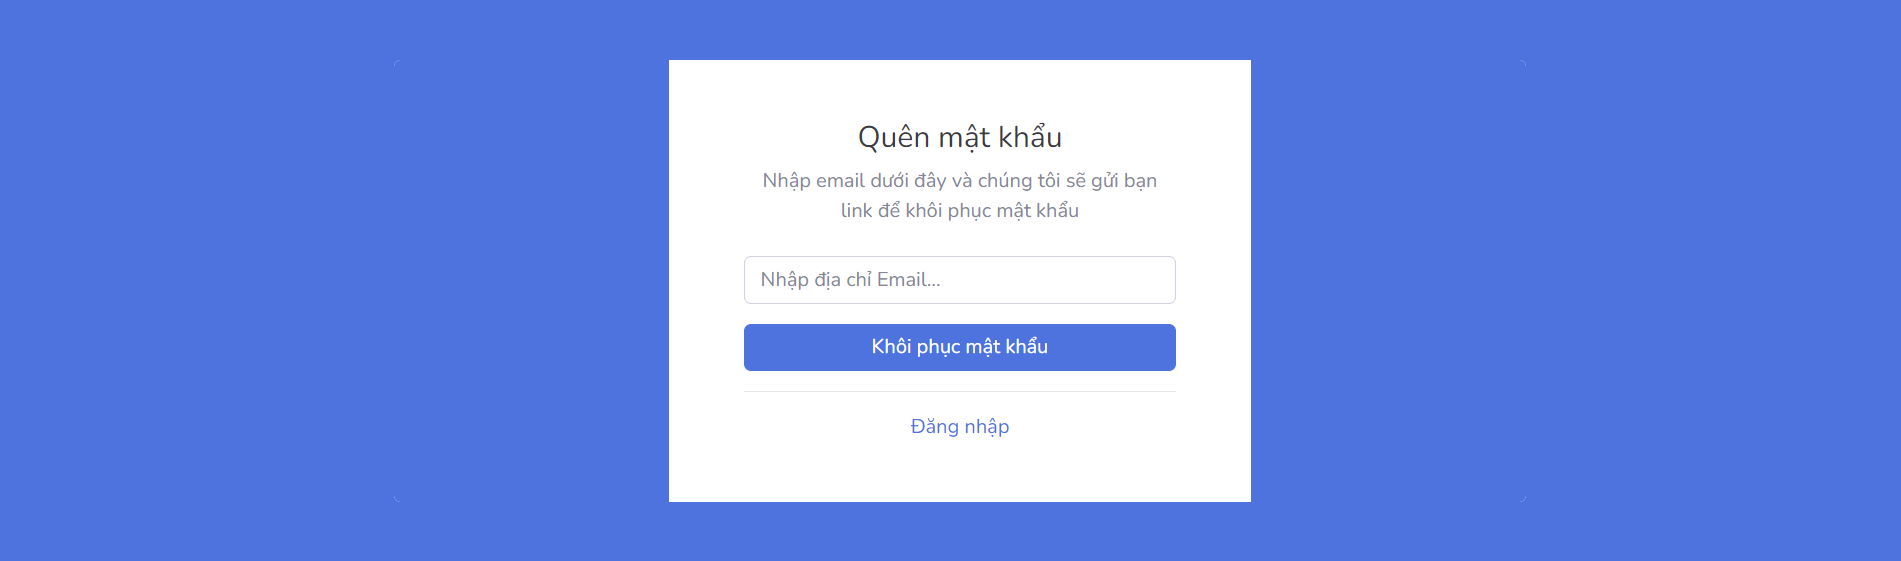 Quên mật khẩu
Nhập email dưới đây và chúng tôi sẽ gửi bạn
link để khôi phục mật khẩu
Nhập địa chỉ Email...
Khôi phục mật khẩu
Đăng nhập